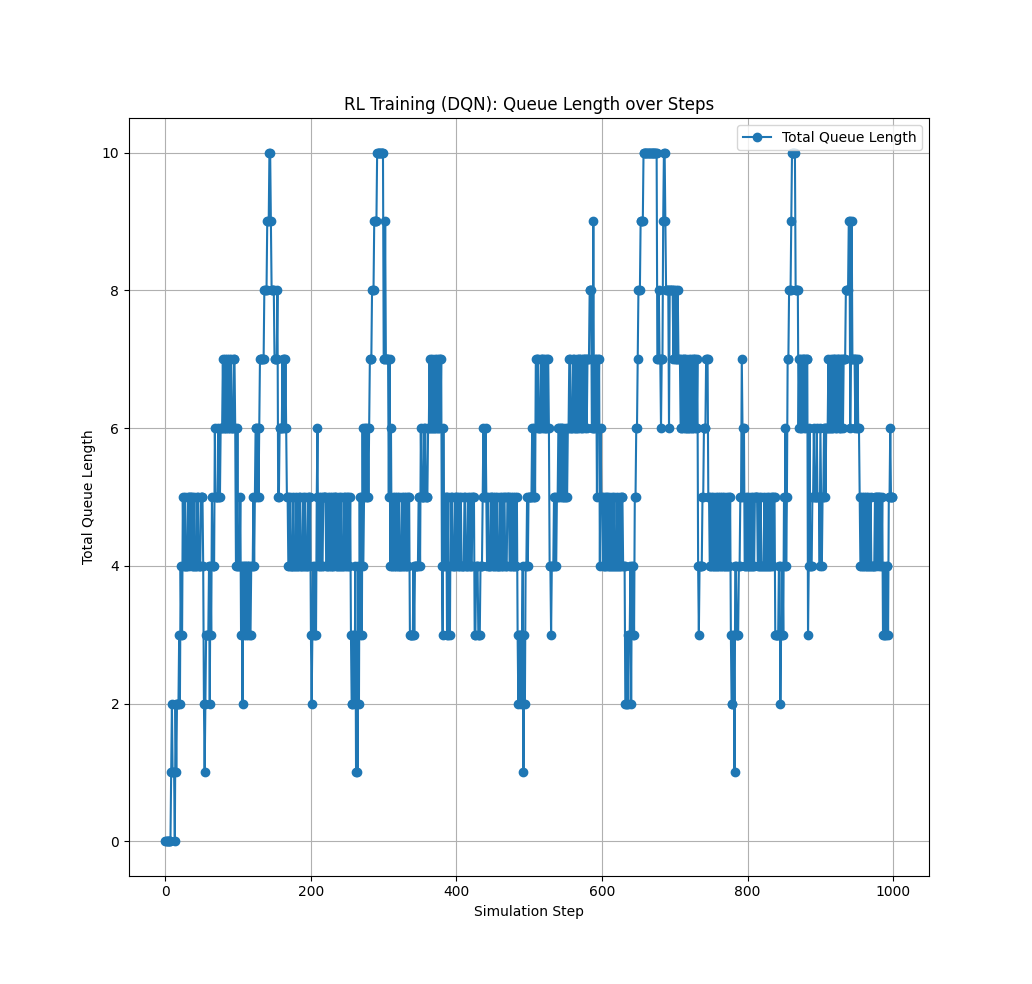 RL Training (DQN): Queue Length over Steps
Total Queue Length
10
8
6
4
2
0
Total Queue Length
0 200 400 600 800 1000
Simulation Step